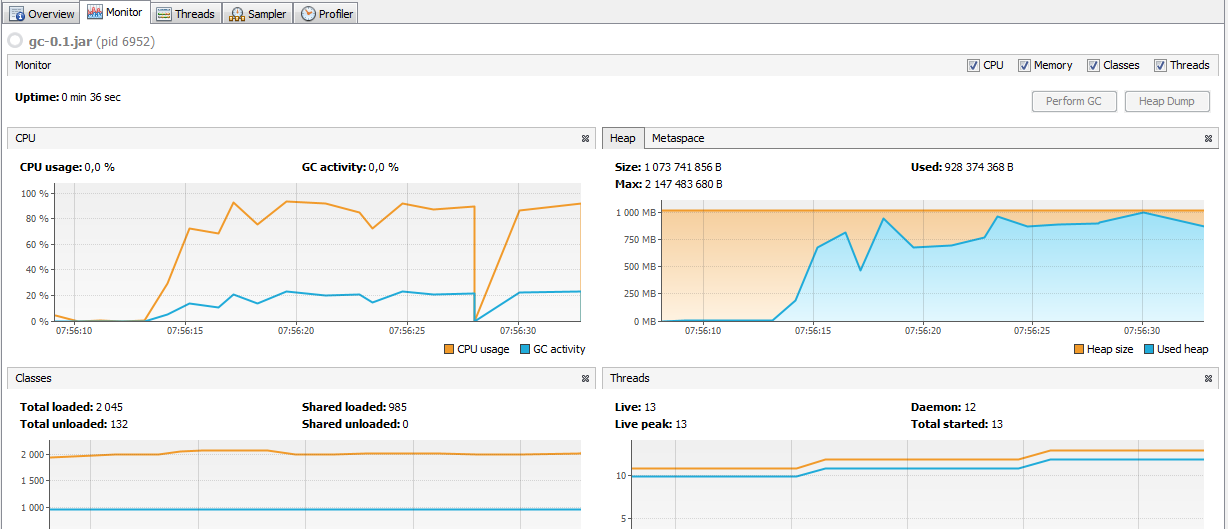 Overview Monitor Threads Sampler Profiler
gc-0.1.jar (pid 6952)
Monitor CPU Memory Classes Threads
Uptime: 0 min 36 sec
Perform GC Heap Dump
CPU
CPU usage: 0,0 % GC activity: 0,0 %
100 %
80 %
60 %
40 %
20 %
0 %
07:56:10 07:56:15 07:56:20 07:56:25 07:56:30
CPU usage GC activity
Heap Metaspace
Size: 1 073 741 856 B Used: 928 374 368 B
Max: 2 147 483 680 B
1 000 MB
750 MB
500 MB
250 MB
0 MB
07:56:10 07:56:15 07:56:20 07:56:25 07:56:30
Heap size Used heap
Classes
Total loaded: 2 045 Shared loaded: 985
Total unloaded: 132 Shared unloaded: 0
2 000
1 500
1 000
Threads
Live: 13 Daemon: 12
Live peak: 13 Total started: 13
10
5